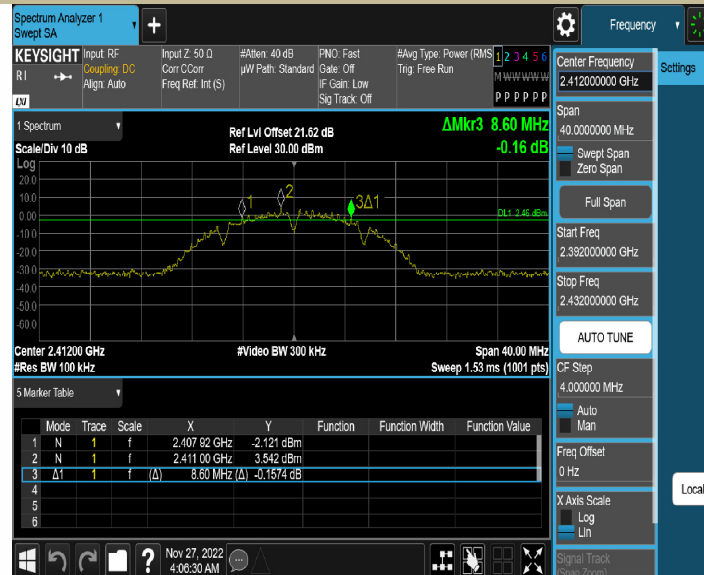 Spectrum Analyzer 1
Swept SA
+
Frequency
KEYSIGHT
RI
LXI
Input: RF
Coupling: DC
Align: Auto
Input Z: 50 Ω
Corr CCorr
Freq Ref: Int (S)
#Atten: 40 dB
µW Path: Standard
PNO: Fast
Gate: Off
IF Gain: Low
Sig Track: Off
#Avg Type: Power (RMS
Trig: Free Run
1 2 3 4 5 6
M W W W W W
P P P P P P
1 Spectrum
Scale/Div 10 dB
Ref Lvl Offset 21.62 dB
Ref Level 30.00 dBm
ΔMkr3 8.60 MHz
-0.16 dB
Log
20.0
10.0
0.00
-10.0
-20.0
-30.0
-40.0
-50.0
-60.0
1
2
3Δ1
DL1 -2.46 dBm
Center 2.41200 GHz
#Res BW 100 kHz
#Video BW 300 kHz
Span 40.00 MHz
Sweep 1.53 ms (1001 pts)
5 Marker Table
Mode Trace Scale X Y Function Function Width Function Value
1 N 1 f 2.407 92 GHz -2.121 dBm
2 N 1 f 2.411 00 GHz 3.542 dBm
3 Δ1 1 f (Δ) 8.60 MHz (Δ) -0.1574 dB
4
5
6
Nov 27, 2022
4:06:30 AM
?
Center Frequency
2.412000000 GHz
Settings
Span
40.0000000 MHz
Swept Span
Zero Span
Full Span
Start Freq
2.392000000 GHz
Stop Freq
2.432000000 GHz
AUTO TUNE
CF Step
4.000000 MHz
Auto
Man
Freq Offset
0 Hz
X Axis Scale
Log
Lin
Local
Signal Track
(Span Zoom)